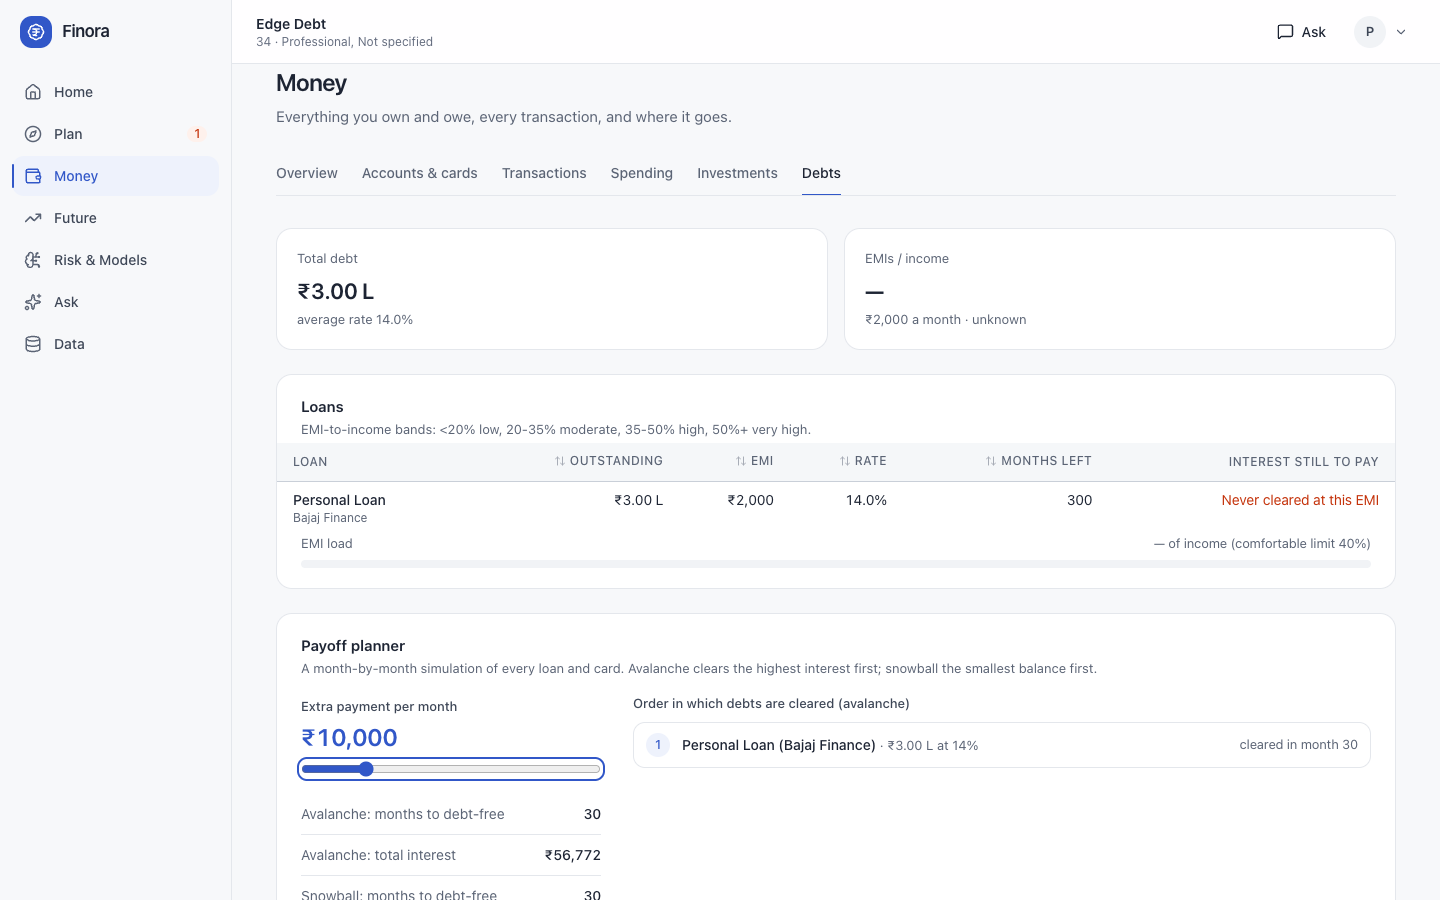 Finora
Home
Plan 1
Money
Future
Risk & Models
Ask
Data
Edge Debt
34 · Professional, Not specified
Ask
P
Money
Everything you own and owe, every transaction, and where it goes.
Overview Accounts & cards Transactions Spending Investments Debts
Total debt
₹3.00 L
average rate 14.0%
EMIs / income
—
₹2,000 a month · unknown
Loans
EMI-to-income bands: <20% low, 20-35% moderate, 35-50% high, 50%+ very high.
LOAN OUTSTANDING EMI RATE MONTHS LEFT INTEREST STILL TO PAY
Personal Loan ₹3.00 L ₹2,000 14.0% 300 Never cleared at this EMI
Bajaj Finance
EMI load — of income (comfortable limit 40%)
Payoff planner
A month-by-month simulation of every loan and card. Avalanche clears the highest interest first; snowball the smallest balance first.
Extra payment per month
₹10,000
Avalanche: months to debt-free 30
Avalanche: total interest ₹56,772
Snowball: months to debt-free 30
Order in which debts are cleared (avalanche)
1 Personal Loan (Bajaj Finance) · ₹3.00 L at 14% cleared in month 30